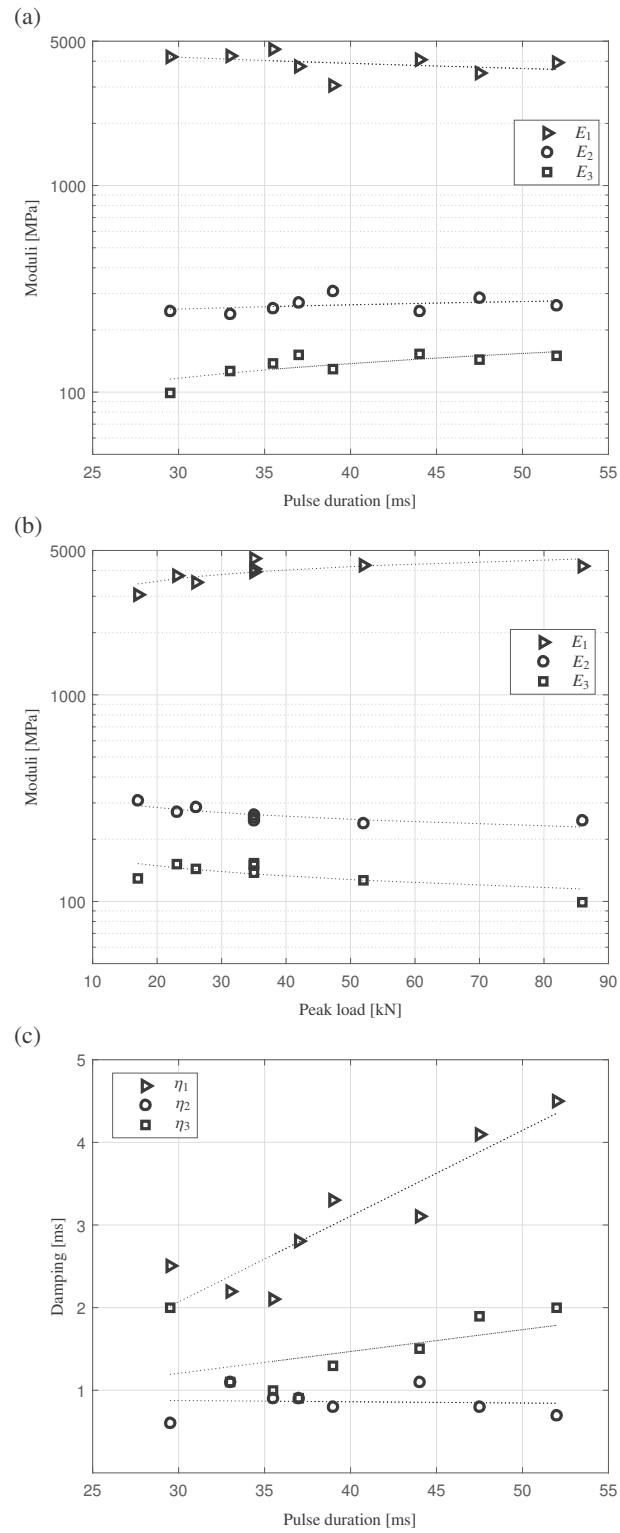 (a)
5000
1000
100
Moduli [MPa]
E1
E2
E3
25 30 35 40 45 50 55
Pulse duration [ms]
(b)
5000
1000
100
Moduli [MPa]
E1
E2
E3
10 20 30 40 50 60 70 80 90
Peak load [kN]
(c)
5
4
3
2
1
Damping [ms]
η1
η2
η3
25 30 35 40 45 50 55
Pulse duration [ms]